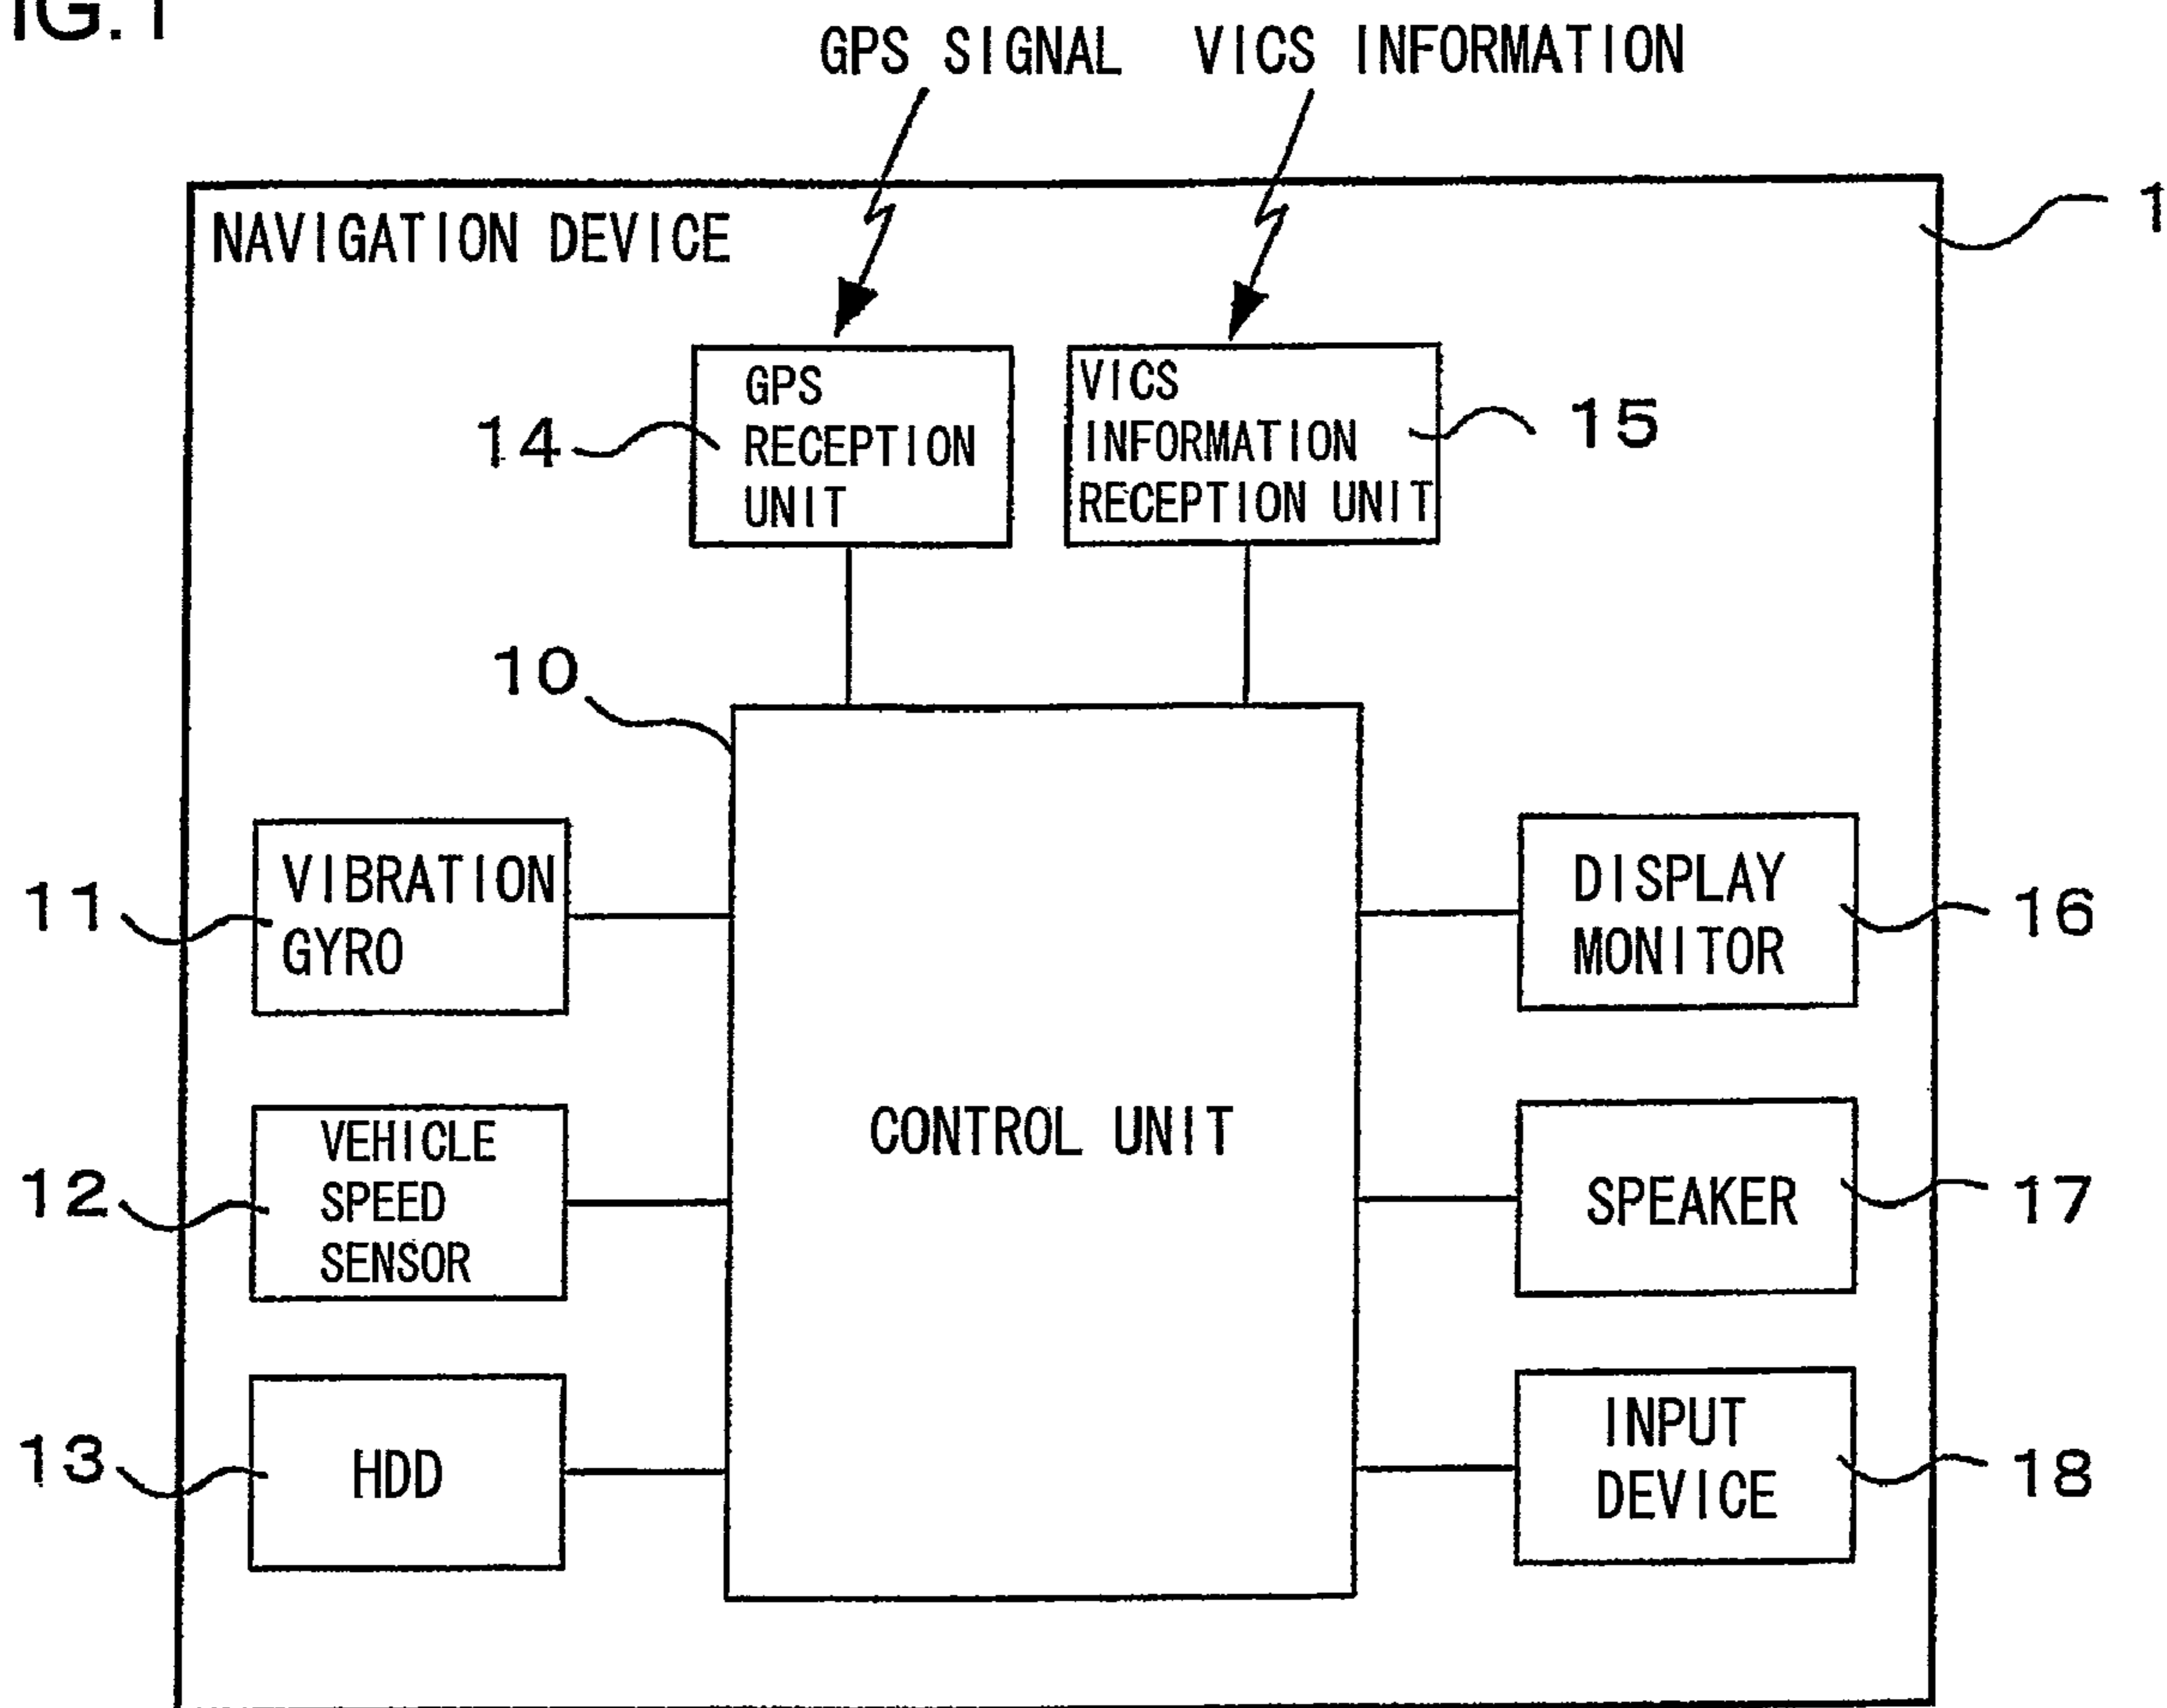 IG. 1
GPS SIGNAL VICS INFORMATION
NAVIGATION DEVICE
1
GPS
RECEPTION
UNIT
14
VICS
INFORMATION
RECEPTION UNIT
15
10
VIBRATION
GYRO
11
DISPLAY
MONITOR
16
CONTROL UNIT
VEHICLE
SPEED
SENSOR
12
SPEAKER
17
HDD
13
INPUT
DEVICE
18